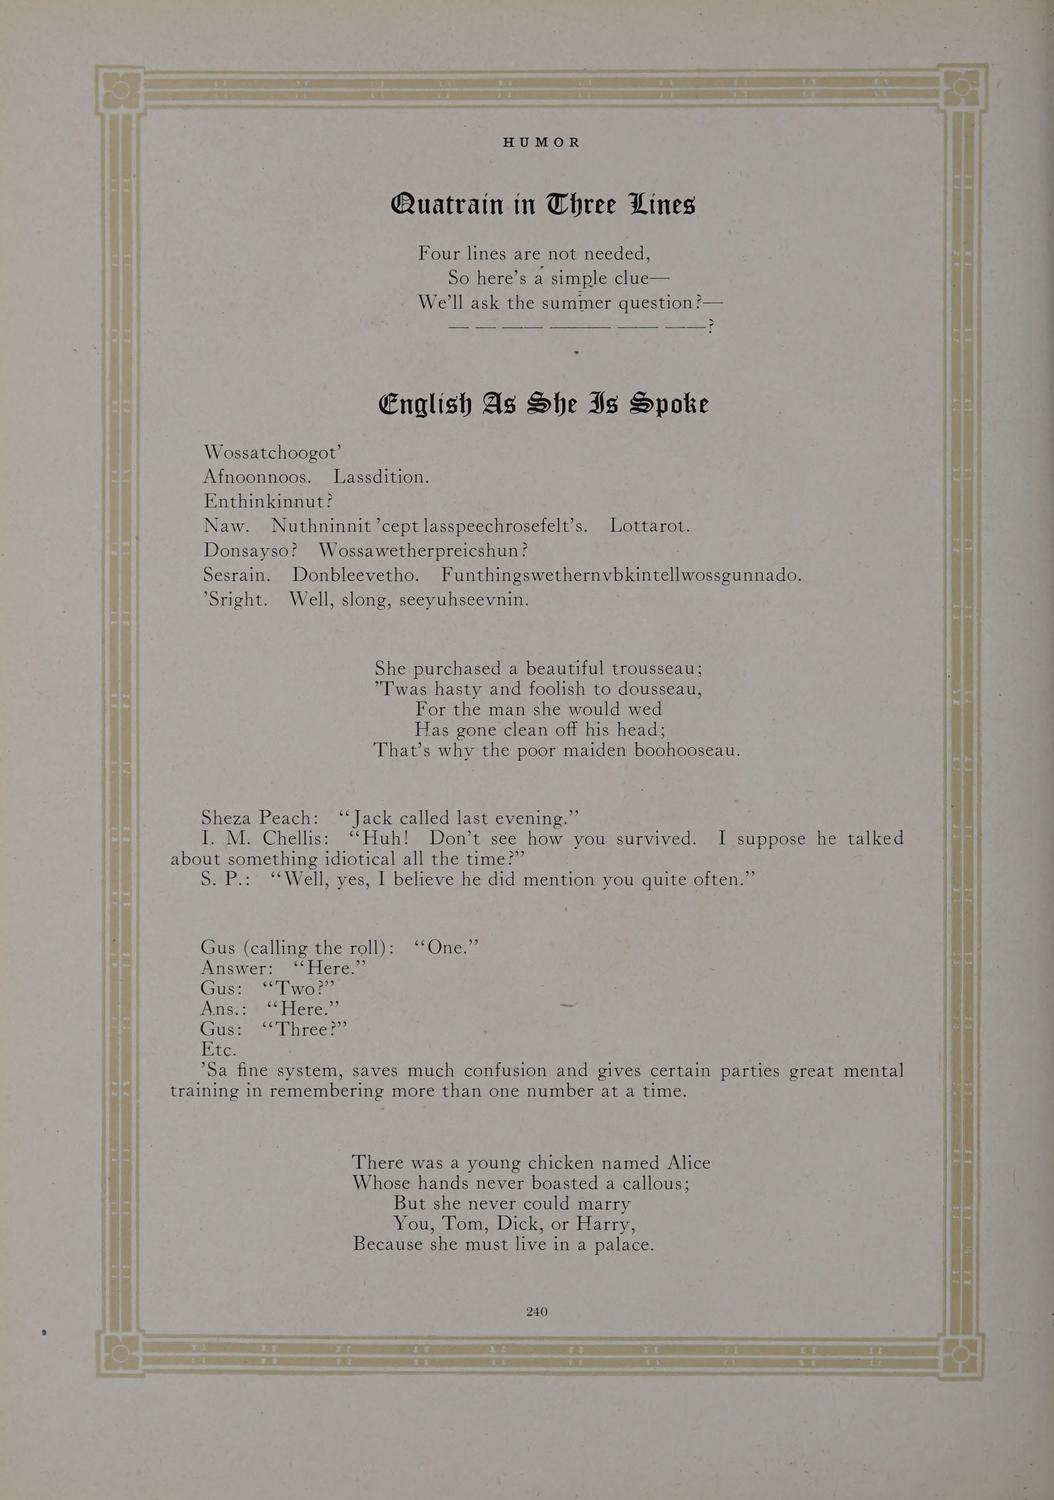 HUMOR
Quatrain in Three Lines
Four lines are not needed,
So here's a simple clue—
We'll ask the summer question?—
— — —— ——— —— ——?
English As She Is Spoke
Wossatchoogot'
Afnoonnoos. Lassdition.
Enthinkinnut?
Naw. Nuthninnit 'cept lasspeechrosefelt's. Lottarot.
Donsayso? Wossawetherpreicshun?
Sesrain. Donbleevetho. Funthingswethernvbkintellwossgunnado.
'Sright. Well, slong, seeyuhseevnin.
She purchased a beautiful trousseau;
'Twas hasty and foolish to dousseau,
For the man she would wed
Has gone clean off his head;
That's why the poor maiden boohooseau.
Sheza Peach: "Jack called last evening."
I. M. Chellis: "Huh! Don't see how you survived. I suppose he talked
about something idiotical all the time?"
S. P.: "Well, yes, I believe he did mention you quite often."
Gus (calling the roll): "One."
Answer: "Here."
Gus: "Two?"
Ans.: "Here."
Gus: "Three?"
Etc.
'Sa fine system, saves much confusion and gives certain parties great mental
training in remembering more than one number at a time.
There was a young chicken named Alice
Whose hands never boasted a callous;
But she never could marry
You, Tom, Dick, or Harry,
Because she must live in a palace.
240